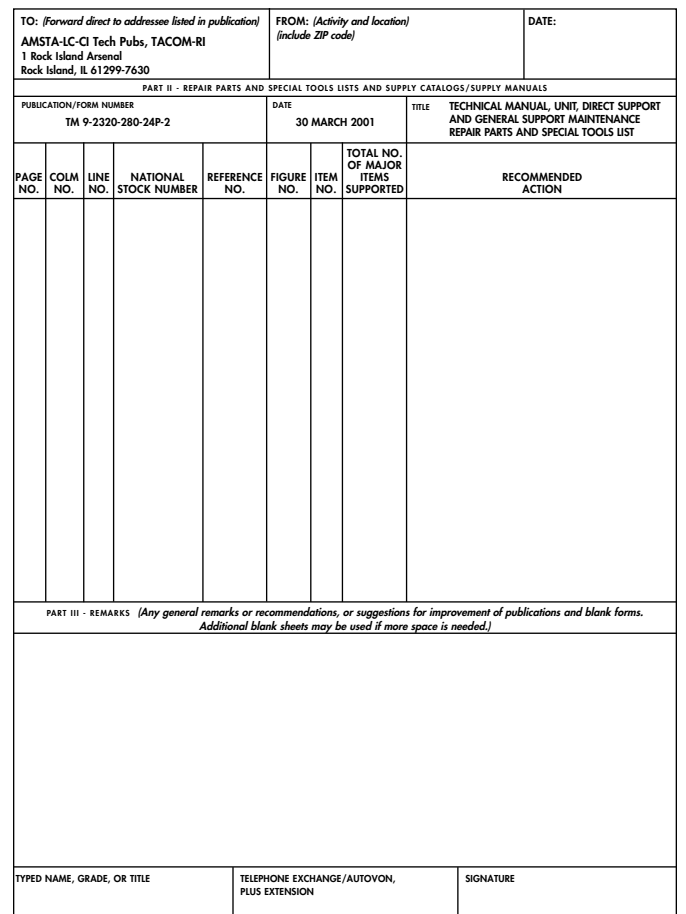 TO: (Forward direct to addressee listed in publication)
AMSTA-LC-CI Tech Pubs, TACOM-RI
1 Rock Island Arsenal
Rock Island, IL 61299-7630
FROM: (Activity and location)
(include ZIP code)
DATE:
PART II - REPAIR PARTS AND SPECIAL TOOLS LISTS AND SUPPLY CATALOGS/SUPPLY MANUALS
PUBLICATION/FORM NUMBER
TM 9-2320-280-24P-2
DATE
30 MARCH 2001
TITLE TECHNICAL MANUAL, UNIT, DIRECT SUPPORT
AND GENERAL SUPPORT MAINTENANCE
REPAIR PARTS AND SPECIAL TOOLS LIST
PAGE
NO.
COLM
NO.
LINE
NO.
NATIONAL
STOCK NUMBER
REFERENCE
NO.
FIGURE
NO.
ITEM
NO.
TOTAL NO.
OF MAJOR
ITEMS
SUPPORTED
RECOMMENDED
ACTION
PART III - REMARKS (Any general remarks or recommendations, or suggestions for improvement of publications and blank forms.
Additional blank sheets may be used if more space is needed.)
TYPED NAME, GRADE, OR TITLE
TELEPHONE EXCHANGE/AUTOVON,
PLUS EXTENSION
SIGNATURE